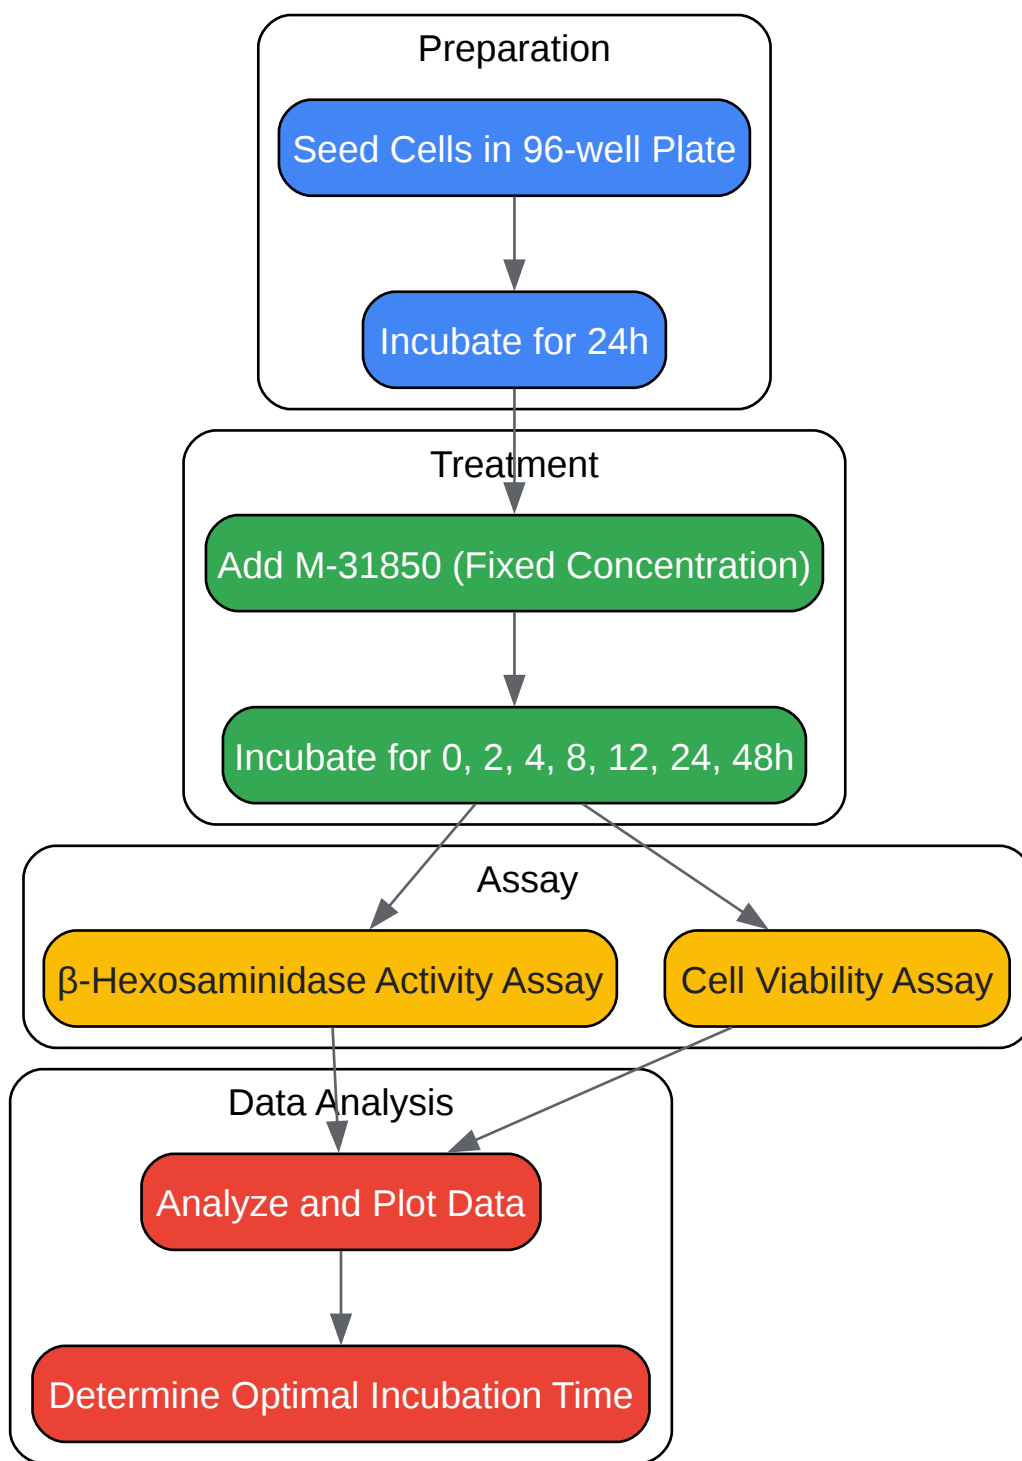 Preparation
Seed Cells in 96-well Plate
Incubate for 24h
Treatment
Add M-31850 (Fixed Concentration)
Incubate for 0, 2, 4, 8, 12, 24, 48h
Assay
β-Hexosaminidase Activity Assay
Cell Viability Assay
Data Analysis
Analyze and Plot Data
Determine Optimal Incubation Time